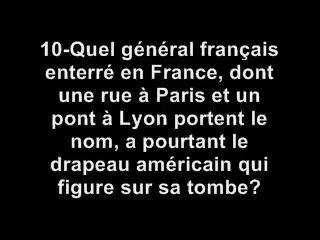 10-Quel général français
enterré en France, dont
une rue à Paris et un
pont à Lyon portent le
nom, a pourtant le
drapeau américain qui
figure sur sa tombe?